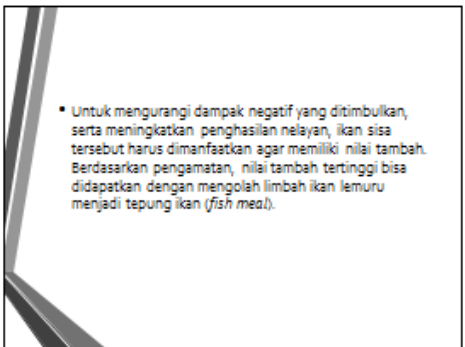 • Untuk mengurangi dampak negatif yang ditimbulkan,
serta meningkatkan penghasilan nelayan, ikan sisa
tersebut harus dimanfaatkan agar memiliki nilai tambah.
Berdasarkan pengamatan, nilai tambah tertinggi bisa
didapatkan dengan mengolah limbah ikan lemuru
menjadi tepung ikan (fish meal).